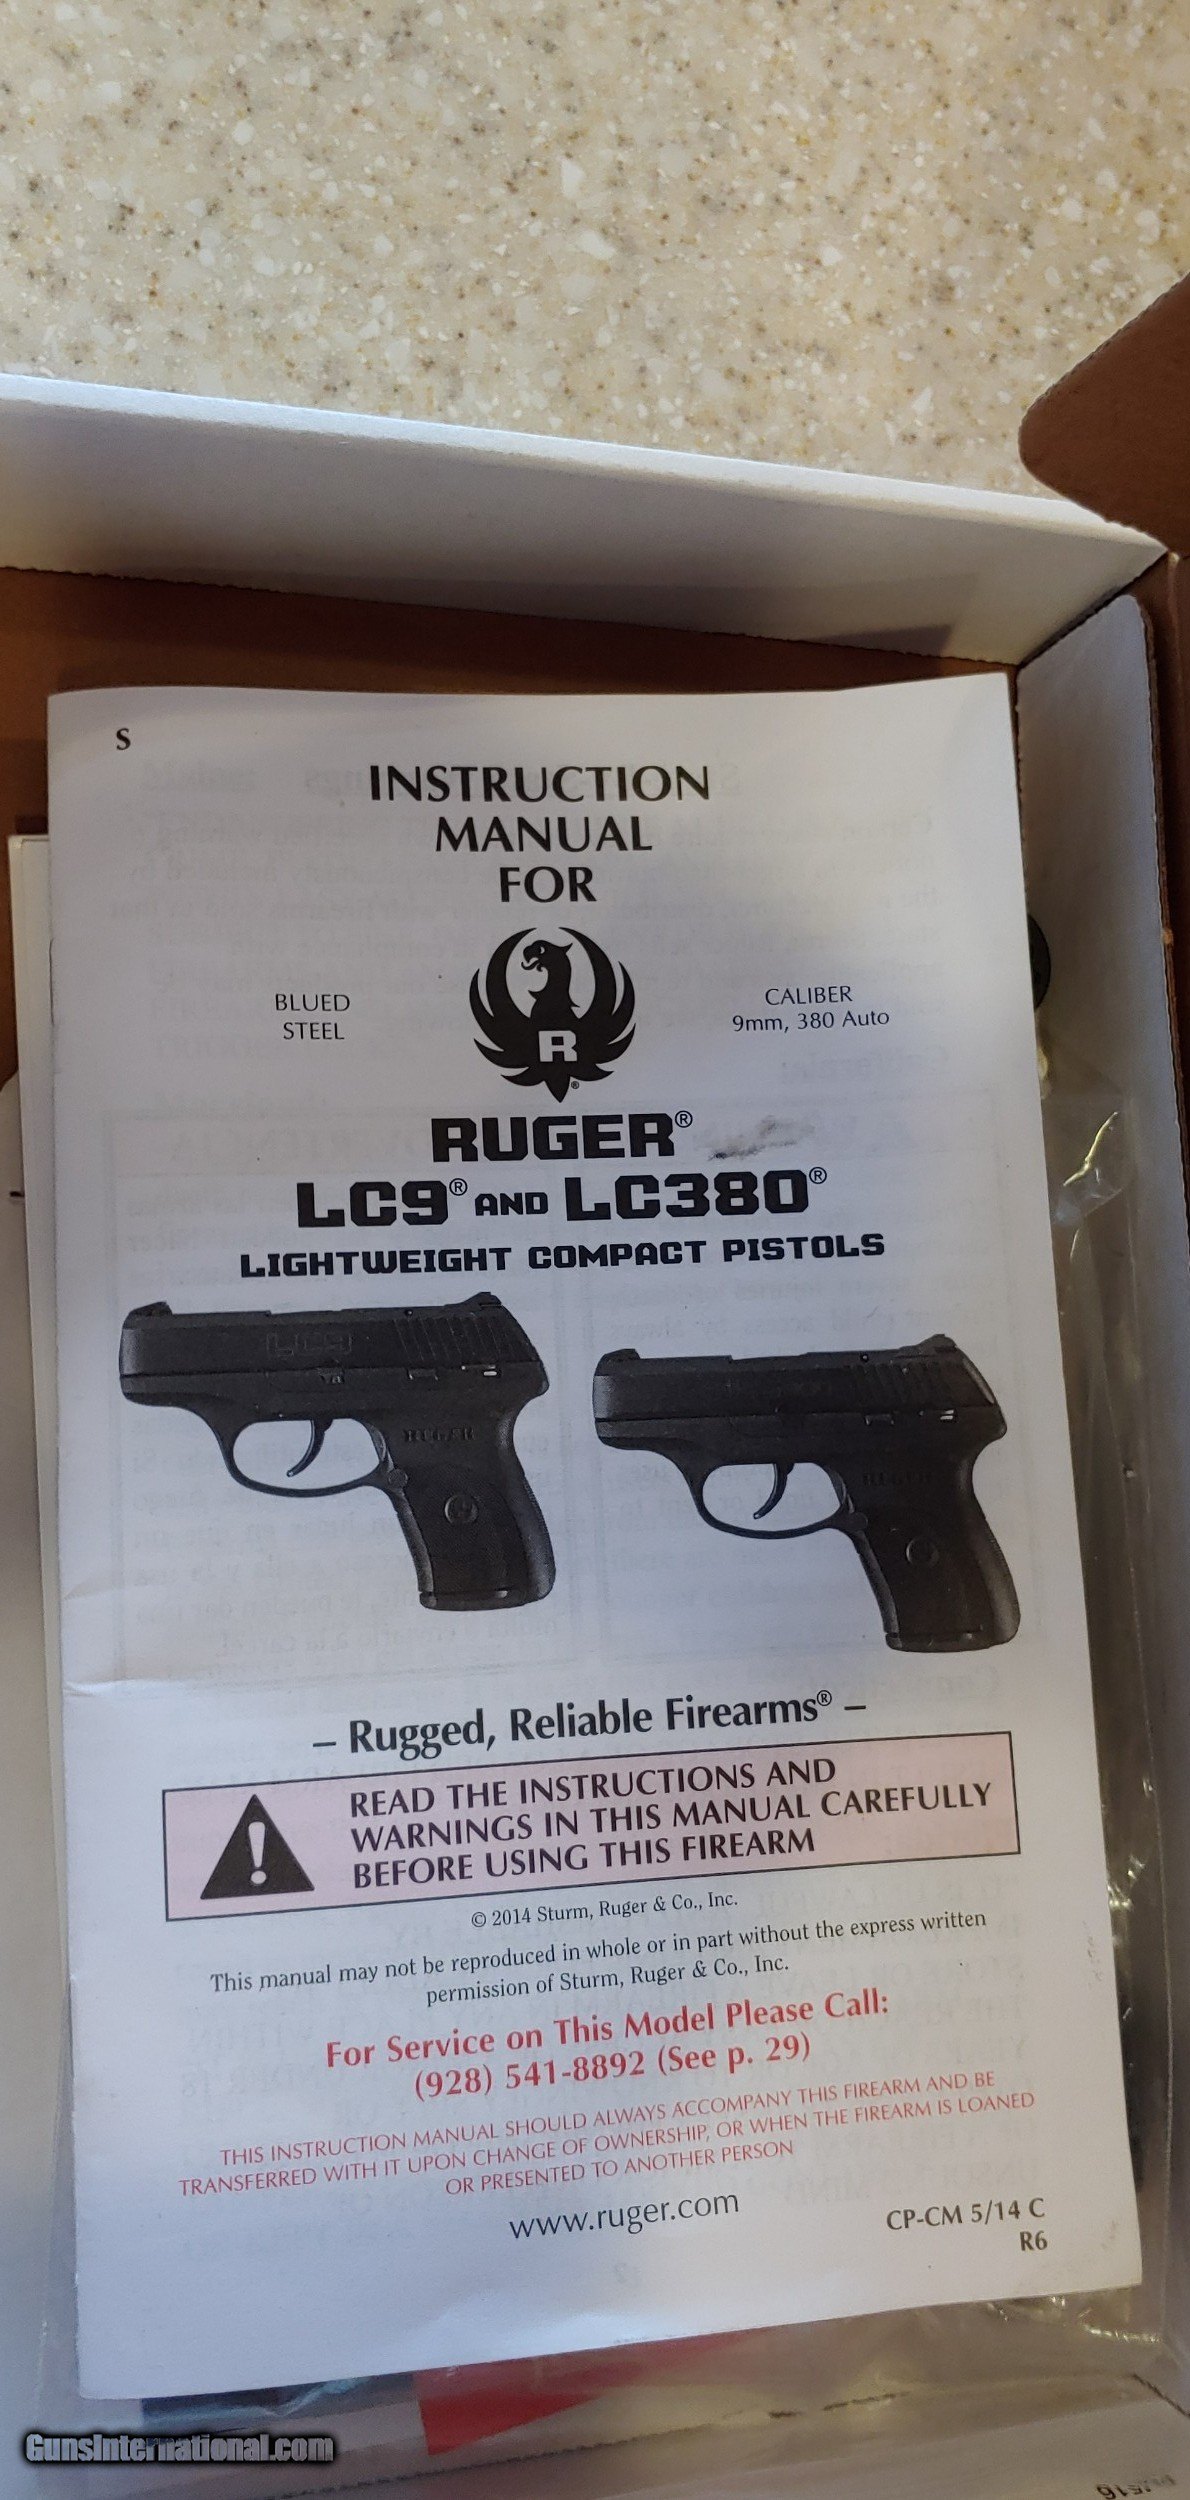 S
INSTRUCTION
MANUAL
FOR
BLUED
STEEL
R
®
CALIBER
9mm, 380 Auto
RUGER®
LC9® AND LC380®
LIGHTWEIGHT COMPACT PISTOLS
LC9
RUGER
RUGER
– Rugged, Reliable Firearms® –
READ THE INSTRUCTIONS AND
WARNINGS IN THIS MANUAL CAREFULLY
BEFORE USING THIS FIREARM
© 2014 Sturm, Ruger & Co., Inc.
This manual may not be reproduced in whole or in part without the express written
permission of Sturm, Ruger & Co., Inc.
For Service on This Model Please Call:
(928) 541-8892 (See p. 29)
THIS INSTRUCTION MANUAL SHOULD ALWAYS ACCOMPANY THIS FIREARM AND BE
TRANSFERRED WITH IT UPON CHANGE OF OWNERSHIP, OR WHEN THE FIREARM IS LOANED
OR PRESENTED TO ANOTHER PERSON
www.ruger.com
CP-CM 5/14 C
R6
GunsInternational.com